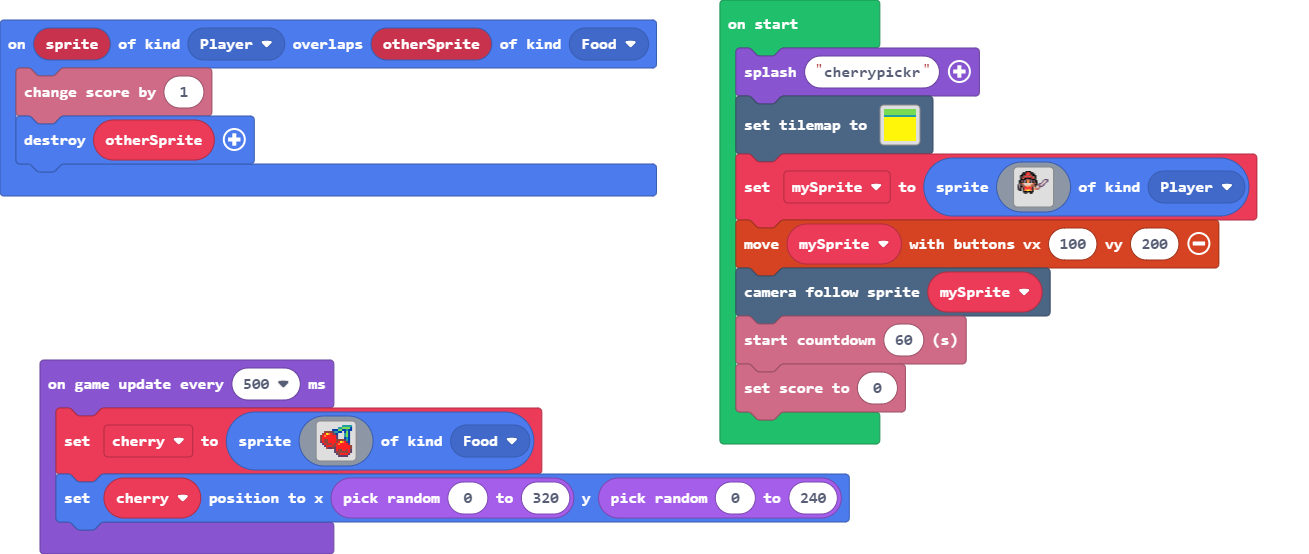 on sprite of kind Player overlaps otherSprite of kind Food
change score by 1
destroy otherSprite
on start
splash "cherrypickr"
set tilemap to
set mySprite to sprite of kind Player
move mySprite with buttons vx 100 vy 200
camera follow sprite mySprite
start countdown 60 (s)
set score to 0
on game update every 500 ms
set cherry to sprite of kind Food
set cherry position to x pick random 0 to 320 y pick random 0 to 240